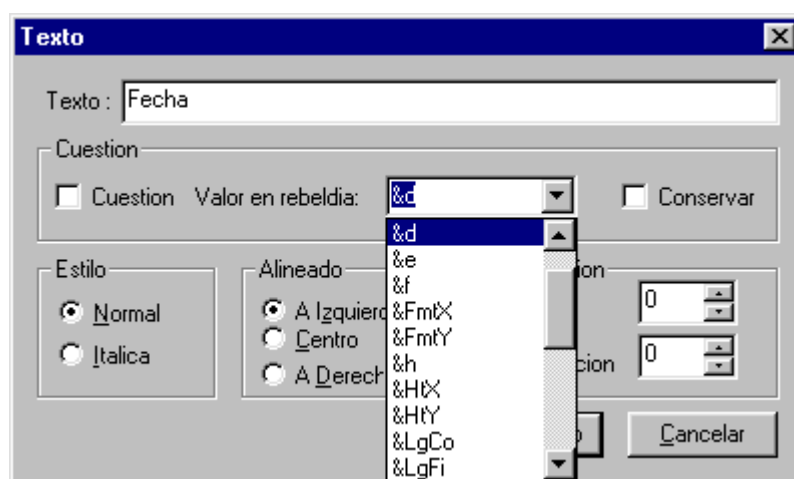 Texto
Texto : Fecha
Cuestion
Cuestion Valor en rebeldia: &d Conservar
&d
&e
&f
&FmtX
&FmtY
&h
&HtX
&HtY
&LgCo
&LgFi
Estilo
Normal
Italica
Alineado
A Izquierd
Centro
A Derech
ion
0
cion 0
Cancelar